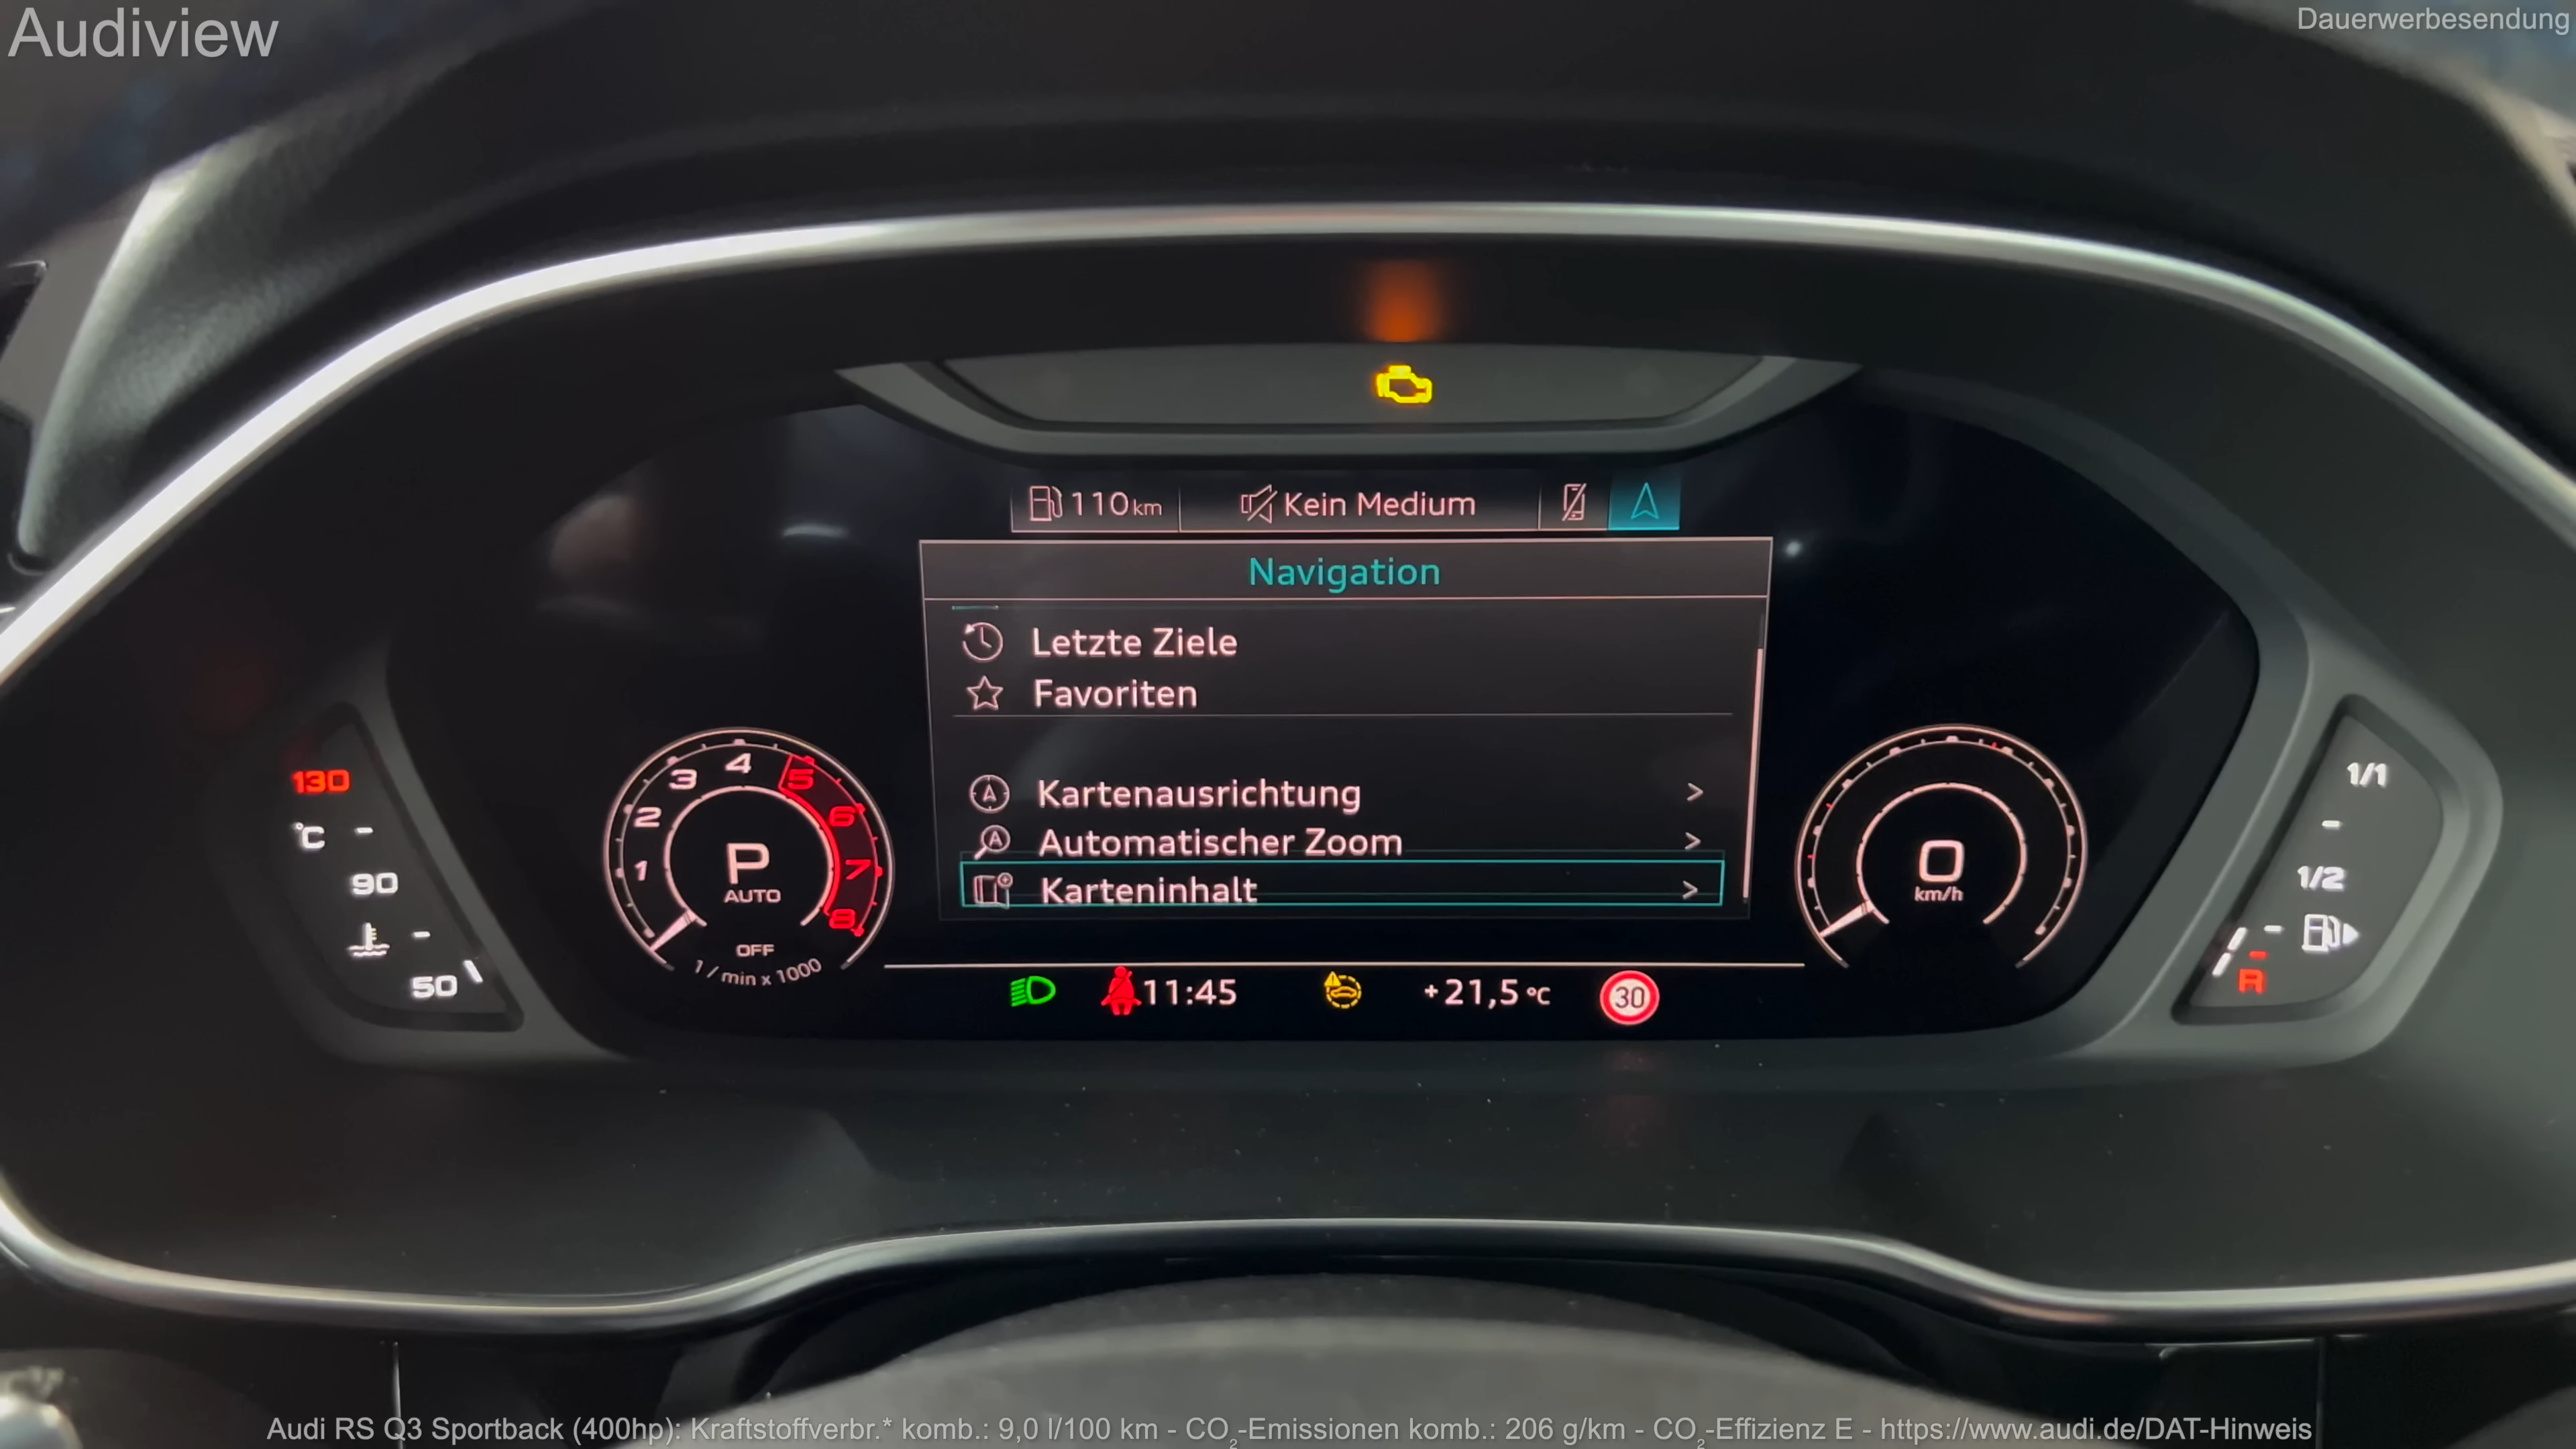 Audiview
Dauerwerbesendung
110 km
Kein Medium
Navigation
Letzte Ziele
Favoriten
Kartenausrichtung >
Automatischer Zoom >
Karteninhalt >
130
°C
90
50
1 2 3 4 5 6 7 8
P
AUTO
OFF
1 / min x 1000
0
km/h
1/1
1/2
R
11:45
+21,5 °C
30
Audi RS Q3 Sportback (400hp): Kraftstoffverbr.* komb.: 9,0 l/100 km - CO₂-Emissionen komb.: 206 g/km - CO₂-Effizienz E - https://www.audi.de/DAT-Hinweis